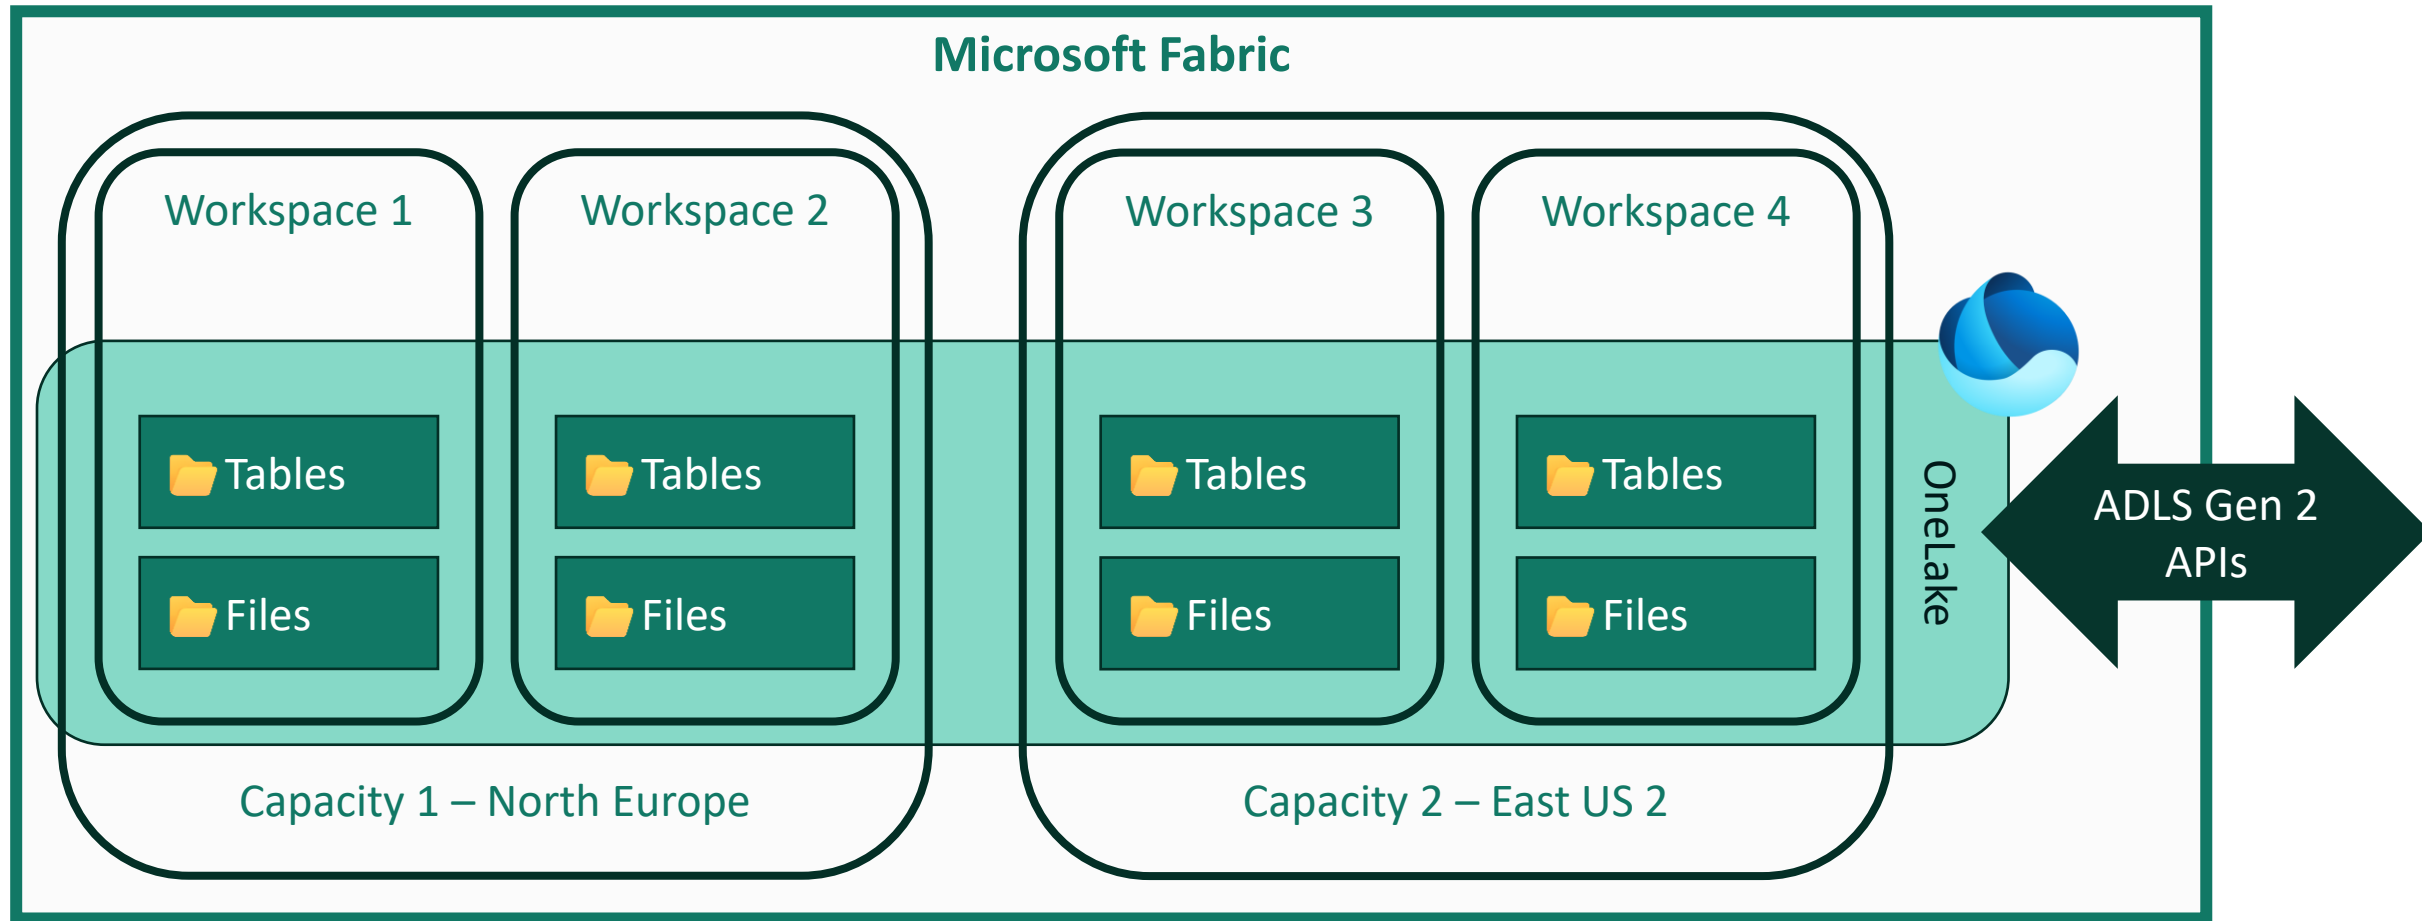 Microsoft Fabric
Workspace 1
Workspace 2
Workspace 3
Workspace 4
Tables
Tables
Tables
Tables
Files
Files
Files
Files
OneLake
ADLS Gen 2
APIs
Capacity 1 – North Europe
Capacity 2 – East US 2